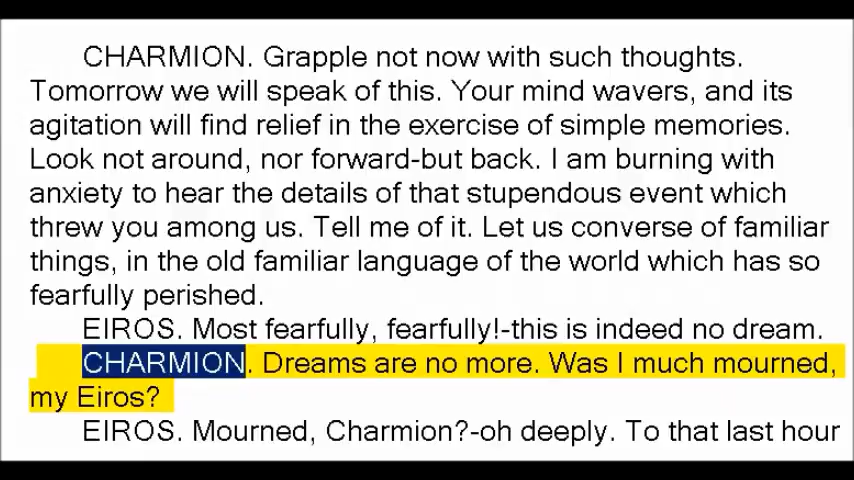 CHARMION. Grapple not now with such thoughts.
Tomorrow we will speak of this. Your mind wavers, and its
agitation will find relief in the exercise of simple memories.
Look not around, nor forward-but back. I am burning with
anxiety to hear the details of that stupendous event which
threw you among us. Tell me of it. Let us converse of familiar
things, in the old familiar language of the world which has so
fearfully perished.
EIROS. Most fearfully, fearfully!-this is indeed no dream.
CHARMION. Dreams are no more. Was I much mourned,
my Eiros?
EIROS. Mourned, Charmion?-oh deeply. To that last hour